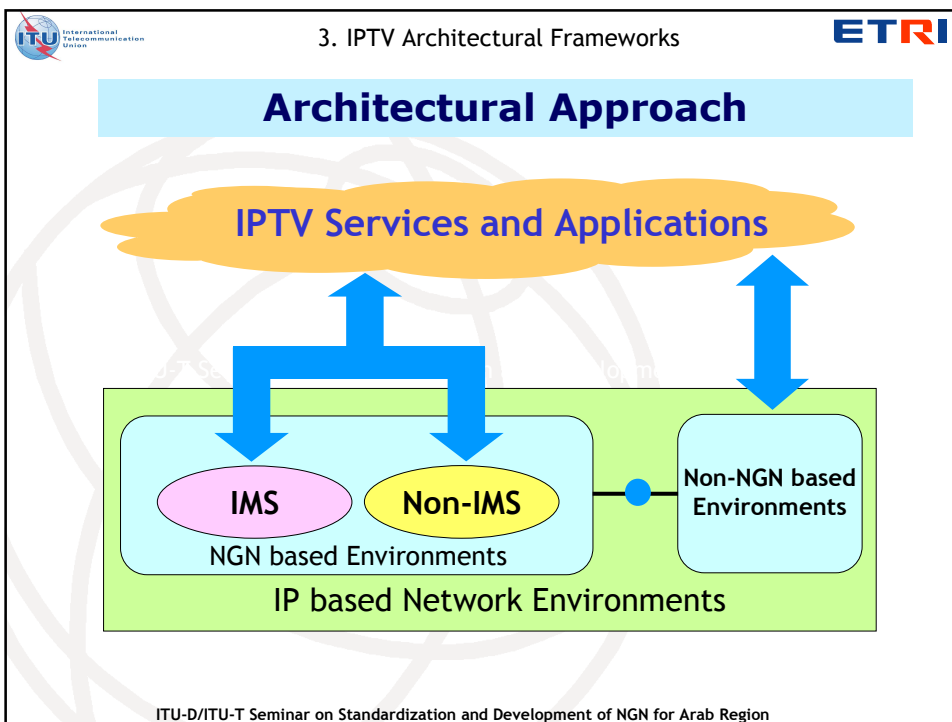 International
Telecommunication
Union
ITU
3. IPTV Architectural Frameworks
ETRI
Architectural Approach
IPTV Services and Applications
IMS
Non-IMS
NGN based Environments
Non-NGN based
Environments
IP based Network Environments
ITU-D/ITU-T Seminar on Standardization and Development of NGN for Arab Region